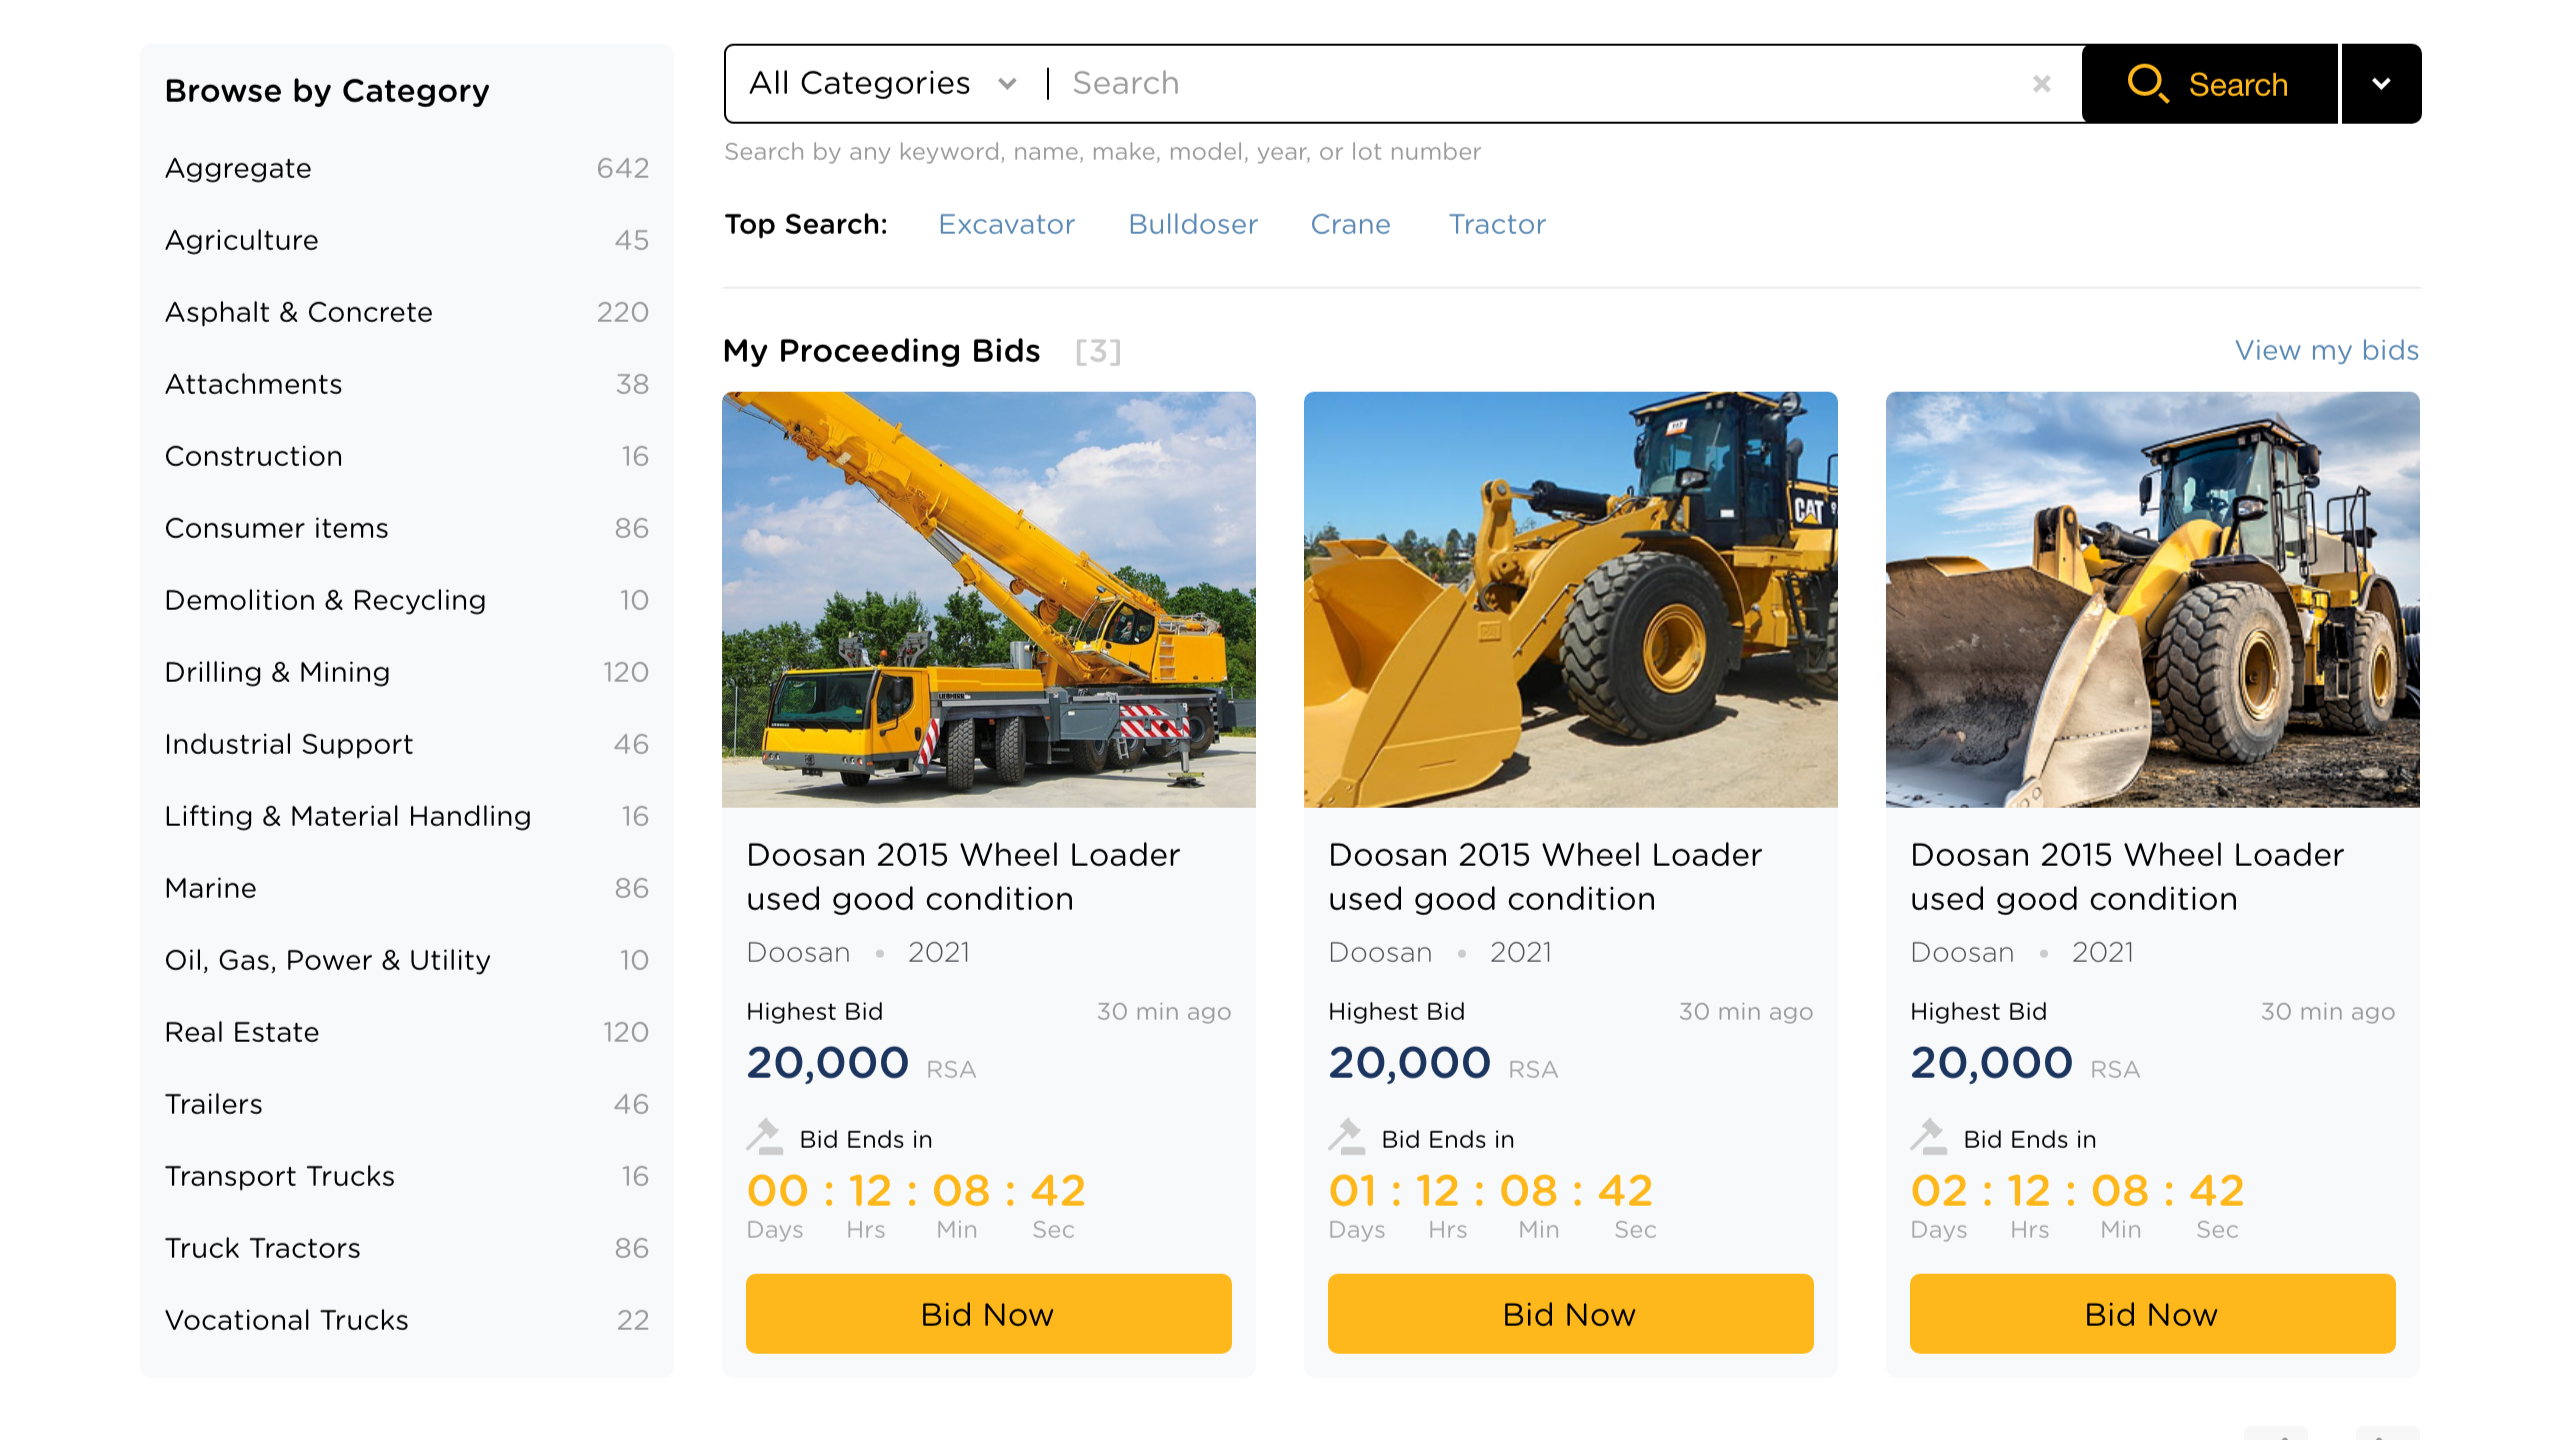 Browse by Category
Aggregate 642
Agriculture 45
Asphalt & Concrete 220
Attachments 38
Construction 16
Consumer items 86
Demolition & Recycling 10
Drilling & Mining 120
Industrial Support 46
Lifting & Material Handling 16
Marine 86
Oil, Gas, Power & Utility 10
Real Estate 120
Trailers 46
Transport Trucks 16
Truck Tractors 86
Vocational Trucks 22
All Categories Search Search
Search by any keyword, name, make, model, year, or lot number
Top Search: Excavator Bulldoser Crane Tractor
My Proceeding Bids [3] View my bids
LIEBHERR
Doosan 2015 Wheel Loader
used good condition
Doosan • 2021
Highest Bid 30 min ago
20,000 RSA
Bid Ends in
00 : 12 : 08 : 42
Days Hrs Min Sec
Bid Now
CAT 9
Doosan 2015 Wheel Loader
used good condition
Doosan • 2021
Highest Bid 30 min ago
20,000 RSA
Bid Ends in
01 : 12 : 08 : 42
Days Hrs Min Sec
Bid Now
Doosan 2015 Wheel Loader
used good condition
Doosan • 2021
Highest Bid 30 min ago
20,000 RSA
Bid Ends in
02 : 12 : 08 : 42
Days Hrs Min Sec
Bid Now